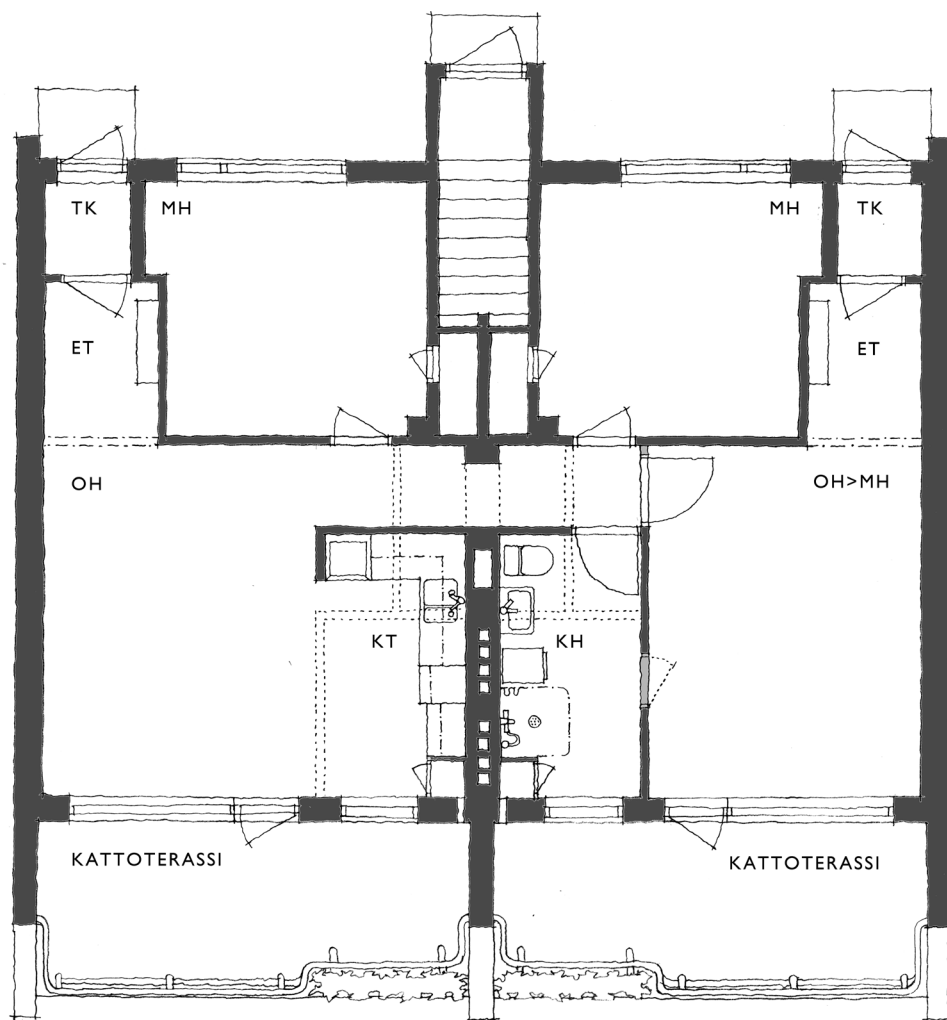 TK
MH
MH
TK
ET
ET
OH
OH>MH
KT
KH
KATTOTERASSI
KATTOTERASSI